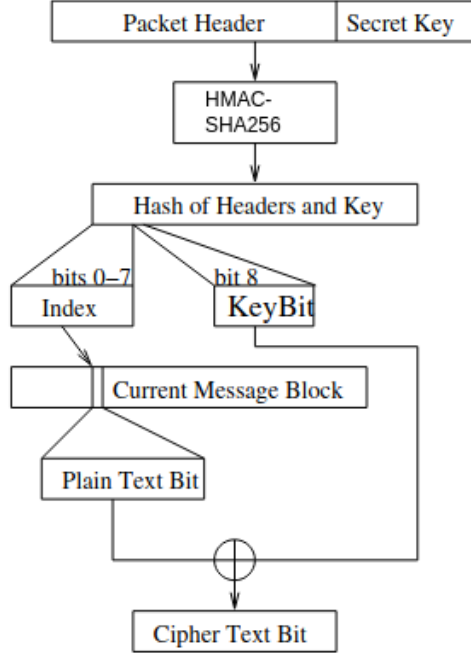 Packet Header Secret Key
HMAC-
SHA256
Hash of Headers and Key
bits 0–7 bit 8
Index KeyBit
Current Message Block
Plain Text Bit
Cipher Text Bit